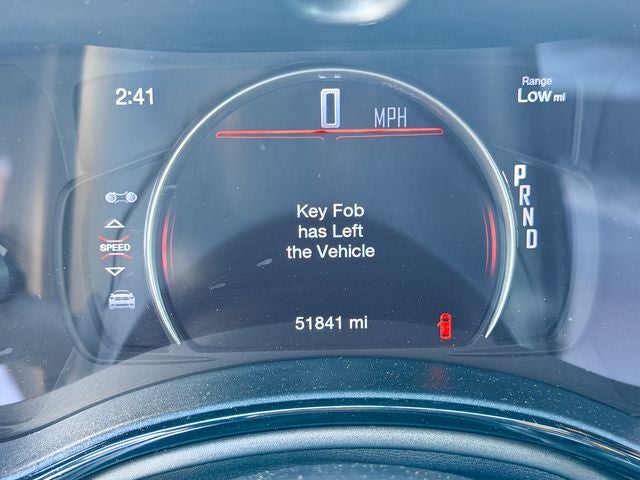 2:41
0 MPH
Range
Low mi
P
R
N
D
SPEED
Key Fob
has Left
the Vehicle
51841 mi